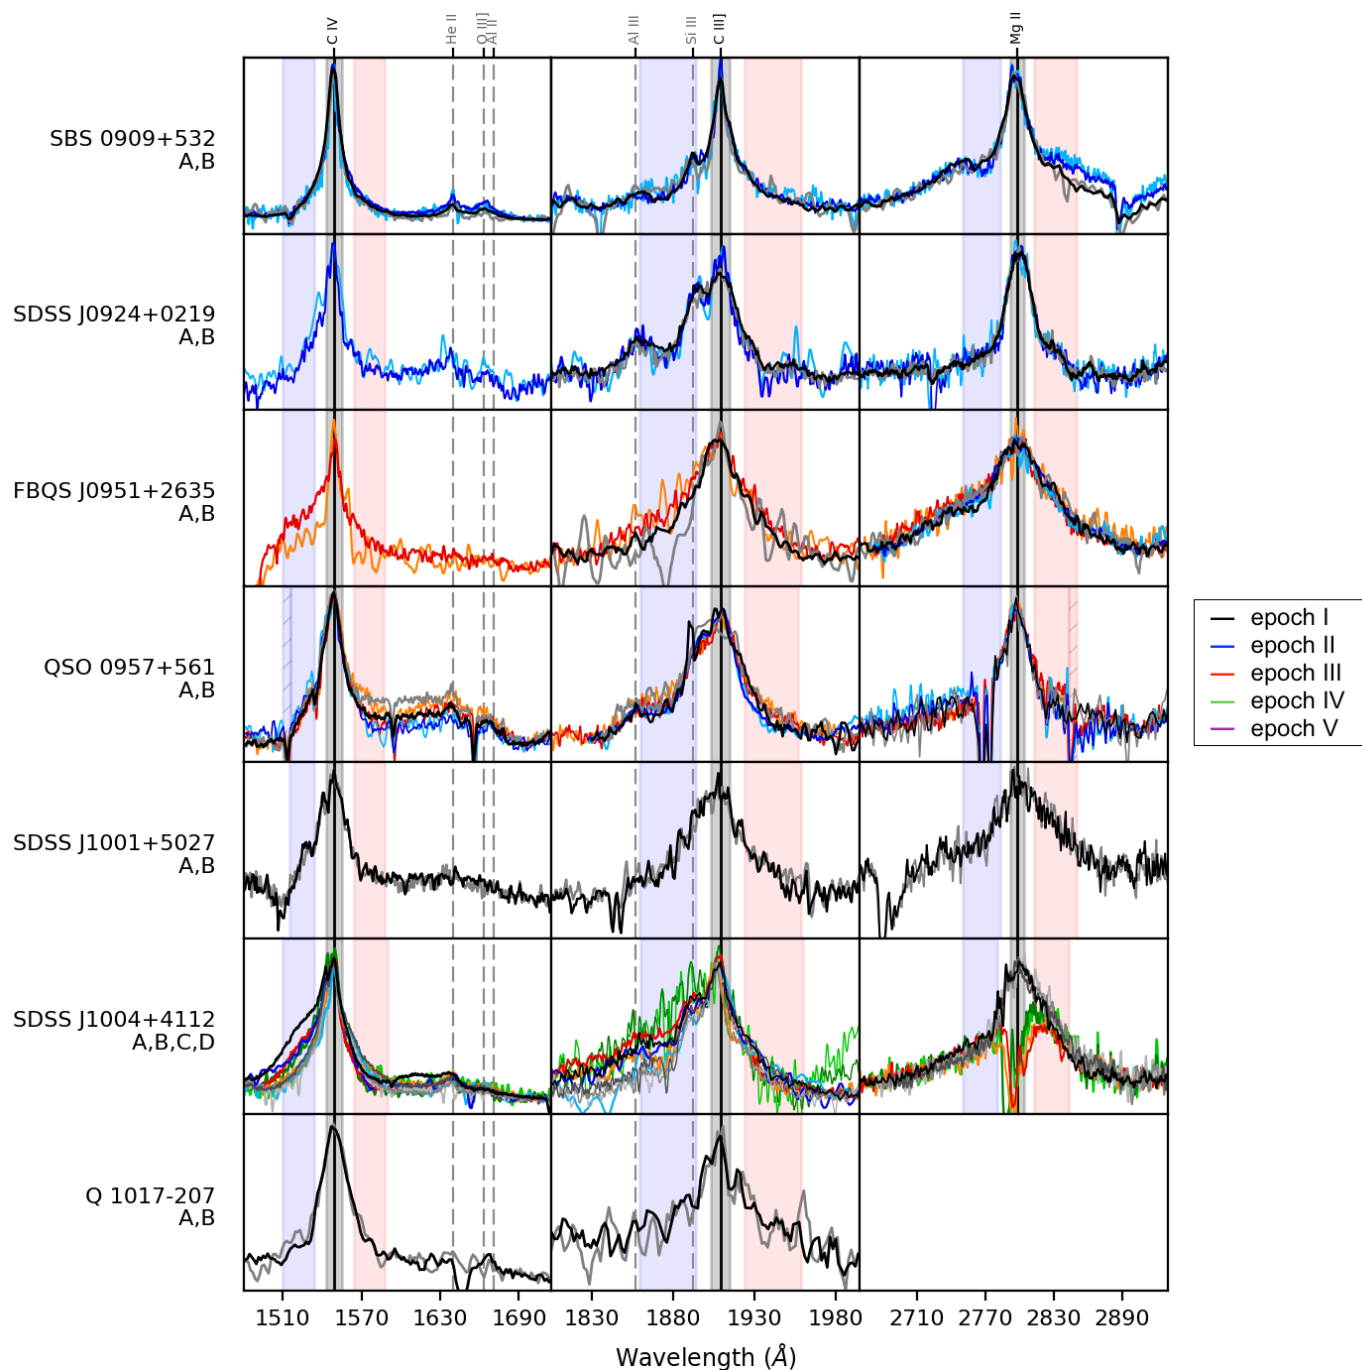 C IV
He II
O III]
Al II
Al III
Si III
C III]
Mg II
SBS 0909+532
A,B
SDSS J0924+0219
A,B
FBQS J0951+2635
A,B
QSO 0957+561
A,B
SDSS J1001+5027
A,B
SDSS J1004+4112
A,B,C,D
Q 1017-207
A,B
epoch I
epoch II
epoch III
epoch IV
epoch V
1510 1570 1630 1690 1830 1880 1930 1980 2710 2770 2830 2890
Wavelength (Å)